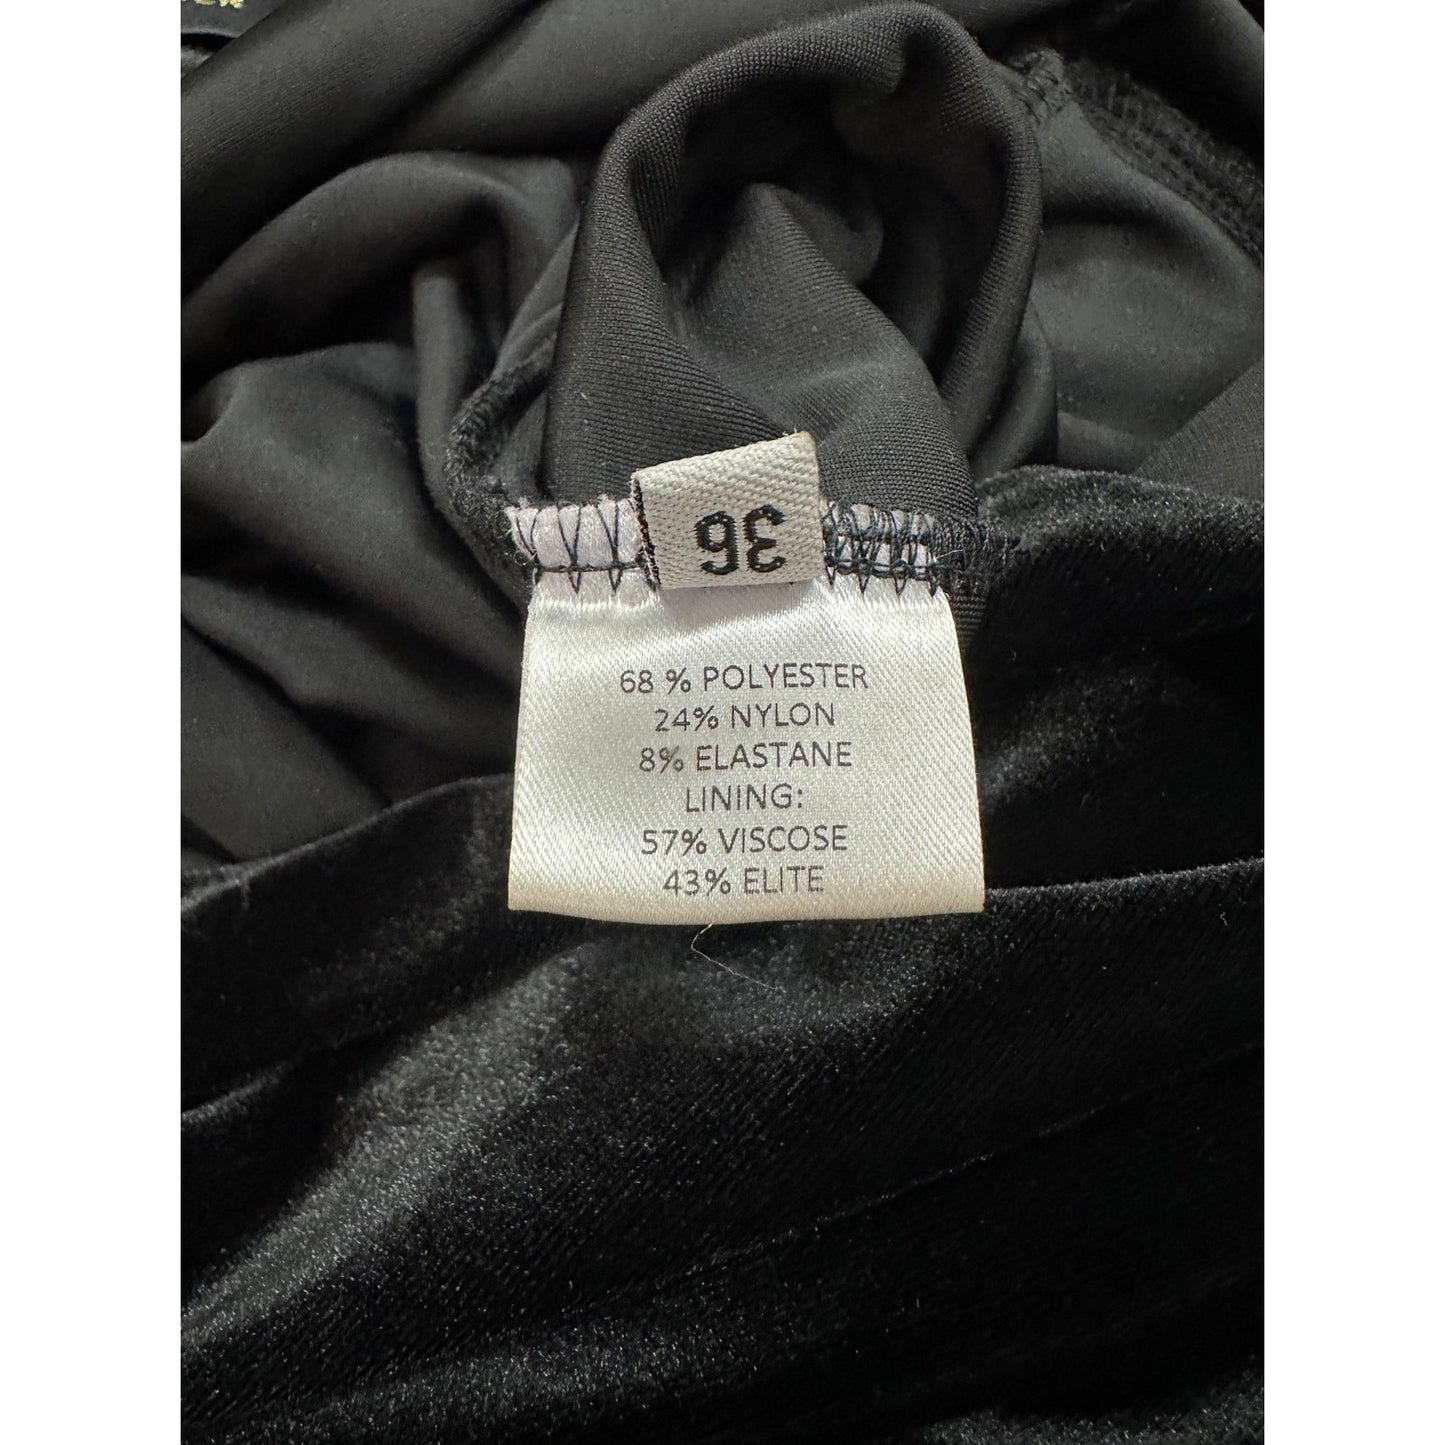 36
68 % POLYESTER
24% NYLON
8% ELASTANE
LINING:
57% VISCOSE
43% ELITE